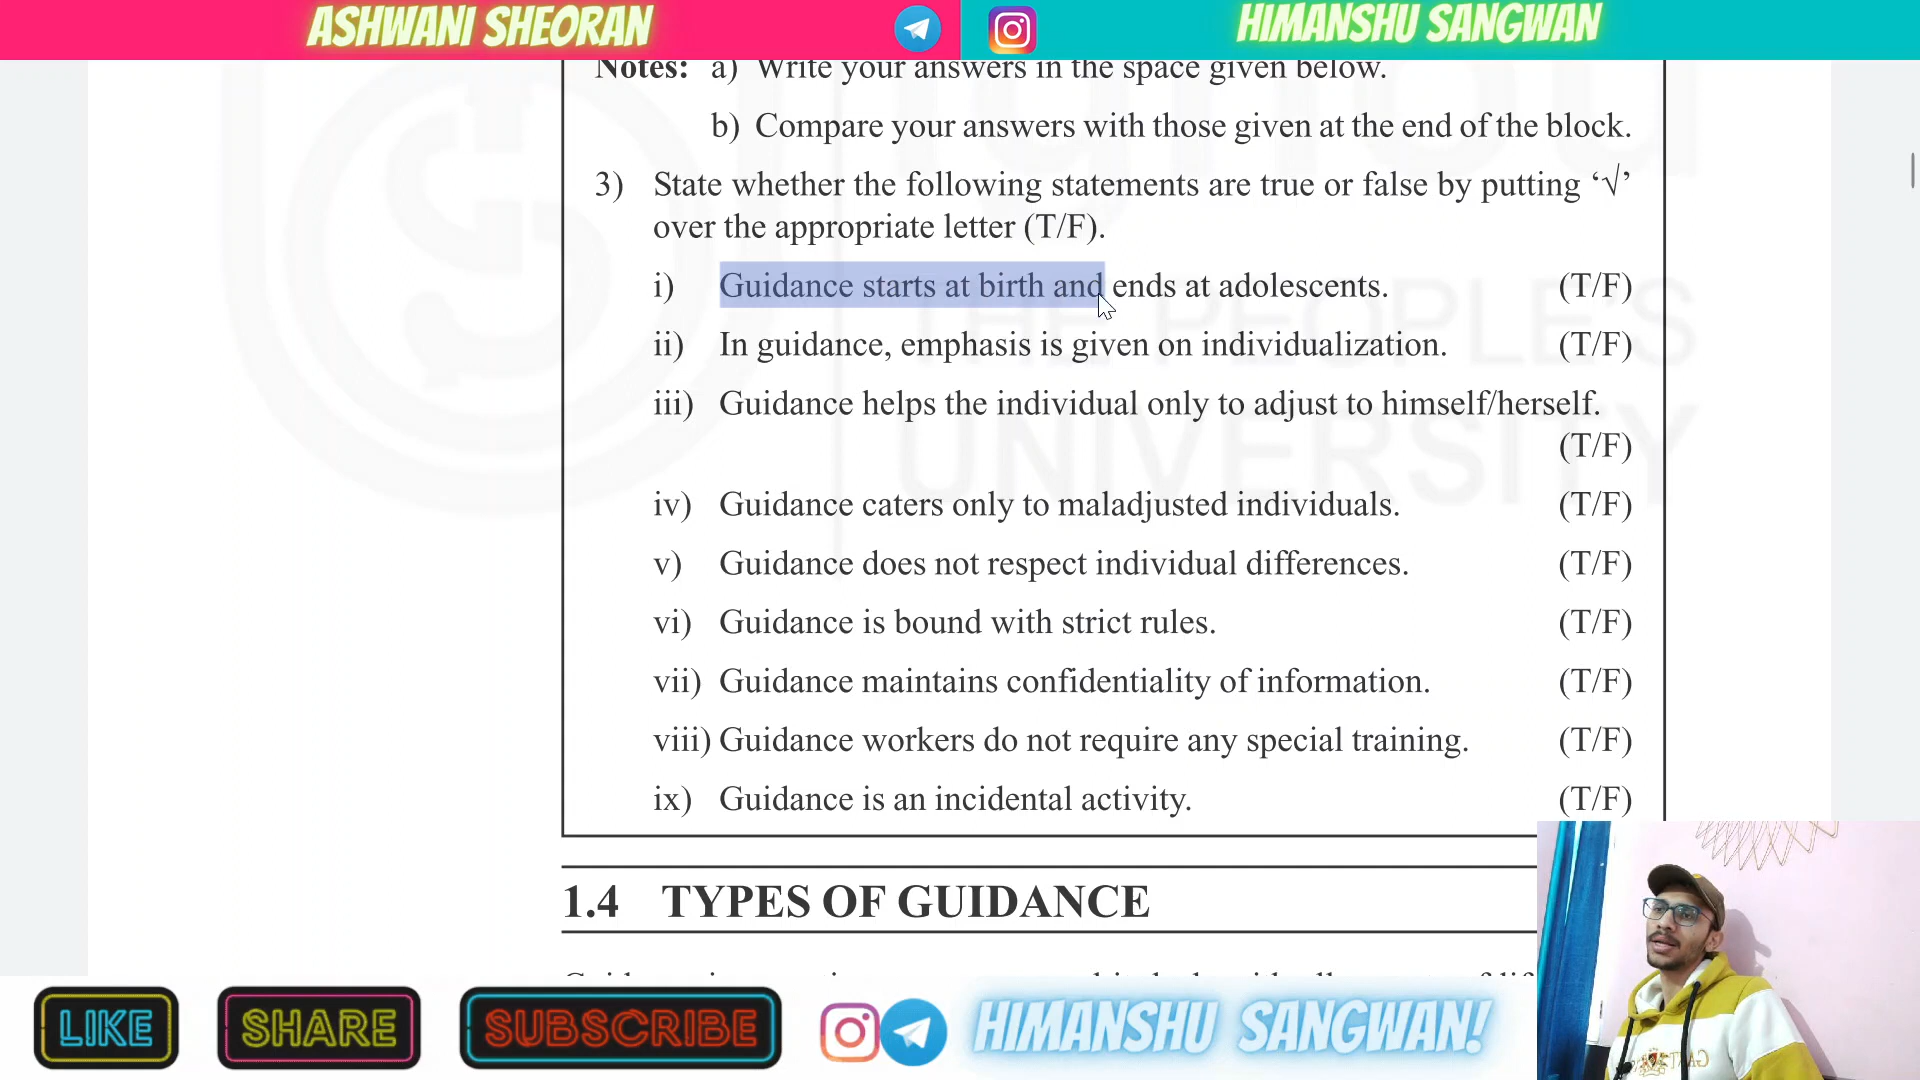 ASHWANI SHEORAN
HIMANSHU SANGWAN
Notes: a) Write your answers in the space given below.
b) Compare your answers with those given at the end of the block.
3) State whether the following statements are true or false by putting ‘√’
over the appropriate letter (T/F).
i) Guidance starts at birth and ends at adolescents. (T/F)
ii) In guidance, emphasis is given on individualization. (T/F)
iii) Guidance helps the individual only to adjust to himself/herself.
(T/F)
iv) Guidance caters only to maladjusted individuals. (T/F)
v) Guidance does not respect individual differences. (T/F)
vi) Guidance is bound with strict rules. (T/F)
vii) Guidance maintains confidentiality of information. (T/F)
viii) Guidance workers do not require any special training. (T/F)
ix) Guidance is an incidental activity. (T/F)
THE PEOPLE'S
UNIVERSITY
1.4 TYPES OF GUIDANCE
LIKE
SHARE
SUBSCRIBE
HIMANSHU SANGWAN!